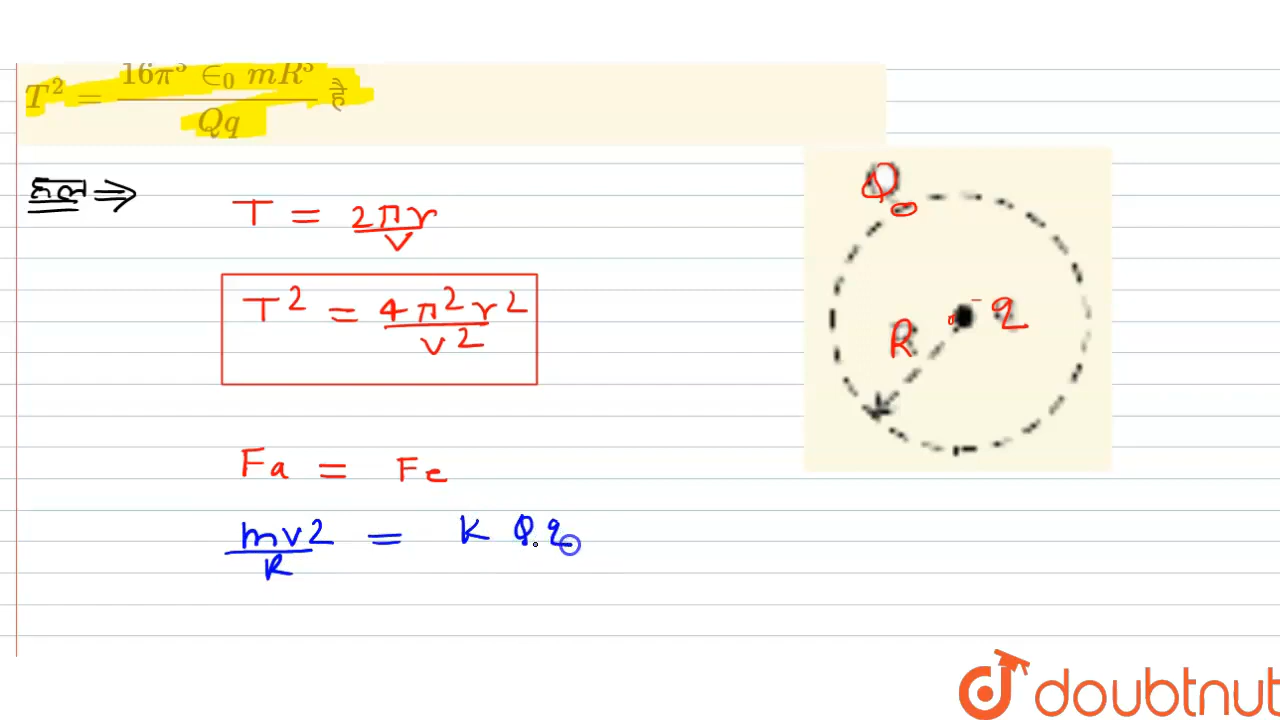 T² = 16π³ ∈₀ mR³ / Qq है
हल ⇒
T = 2πr / v
T² = 4π²r² / v²
Fa = Fe
mv2 / R = K Q.q
Q
R
q
doubtnut